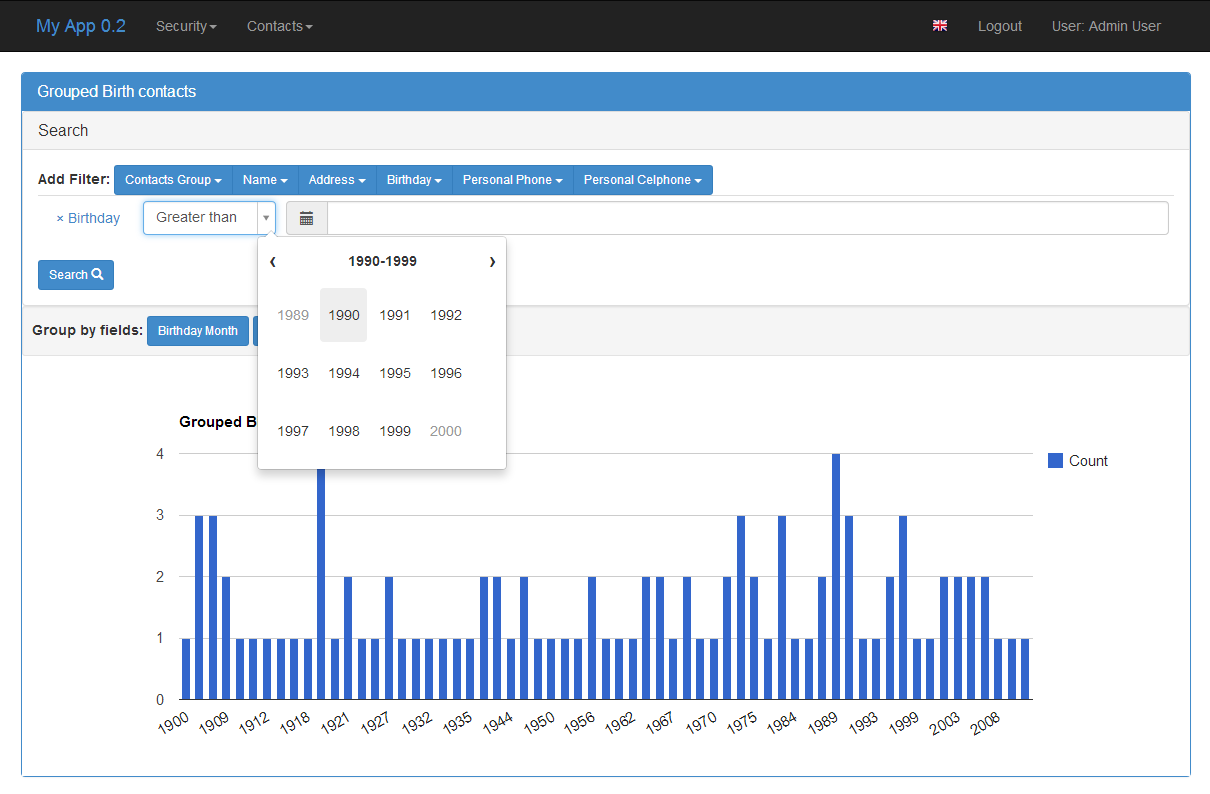 My App 0.2 Security Contacts Logout User: Admin User
Grouped Birth contacts
Search
Add Filter: Contacts Group Name Address Birthday Personal Phone Personal Celphone
× Birthday Greater than
‹ 1990-1999 ›
Search
1989 1990 1991 1992
Group by fields: Birthday Month
1993 1994 1995 1996
Grouped B
1997 1998 1999 2000
4
Count
3
2
1
0
1900 1909 1912 1918 1921 1927 1932 1935 1944 1950 1956 1962 1967 1970 1975 1984 1989 1993 1999 2003 2008